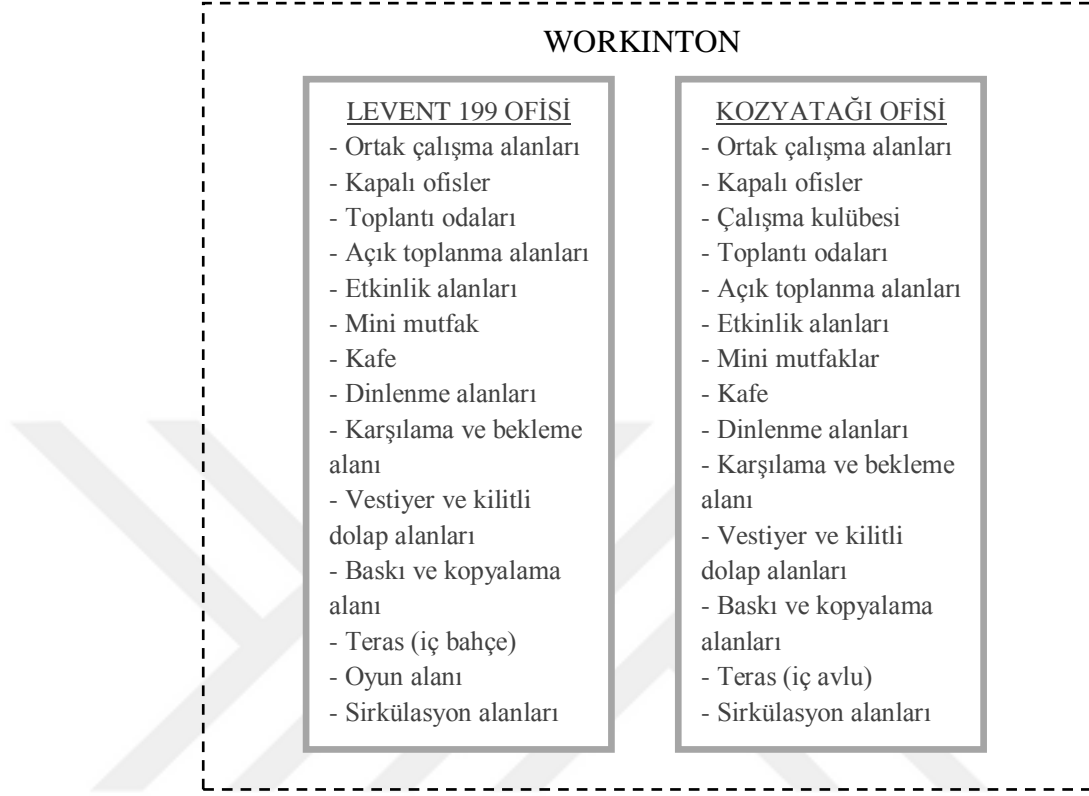 WORKINTON
LEVENT 199 OFİSİ
- Ortak çalışma alanları
- Kapalı ofisler
- Toplantı odaları
- Açık toplanma alanları
- Etkinlik alanları
- Mini mutfak
- Kafe
- Dinlenme alanları
- Karşılama ve bekleme
alanı
- Vestiyer ve kilitli
dolap alanları
- Baskı ve kopyalama
alanı
- Teras (iç bahçe)
- Oyun alanı
- Sirkülasyon alanları
KOZYATAĞI OFİSİ
- Ortak çalışma alanları
- Kapalı ofisler
- Çalışma kulübesi
- Toplantı odaları
- Açık toplanma alanları
- Etkinlik alanları
- Mini mutfaklar
- Kafe
- Dinlenme alanları
- Karşılama ve bekleme
alanı
- Vestiyer ve kilitli
dolap alanları
- Baskı ve kopyalama
alanları
- Teras (iç avlu)
- Sirkülasyon alanları